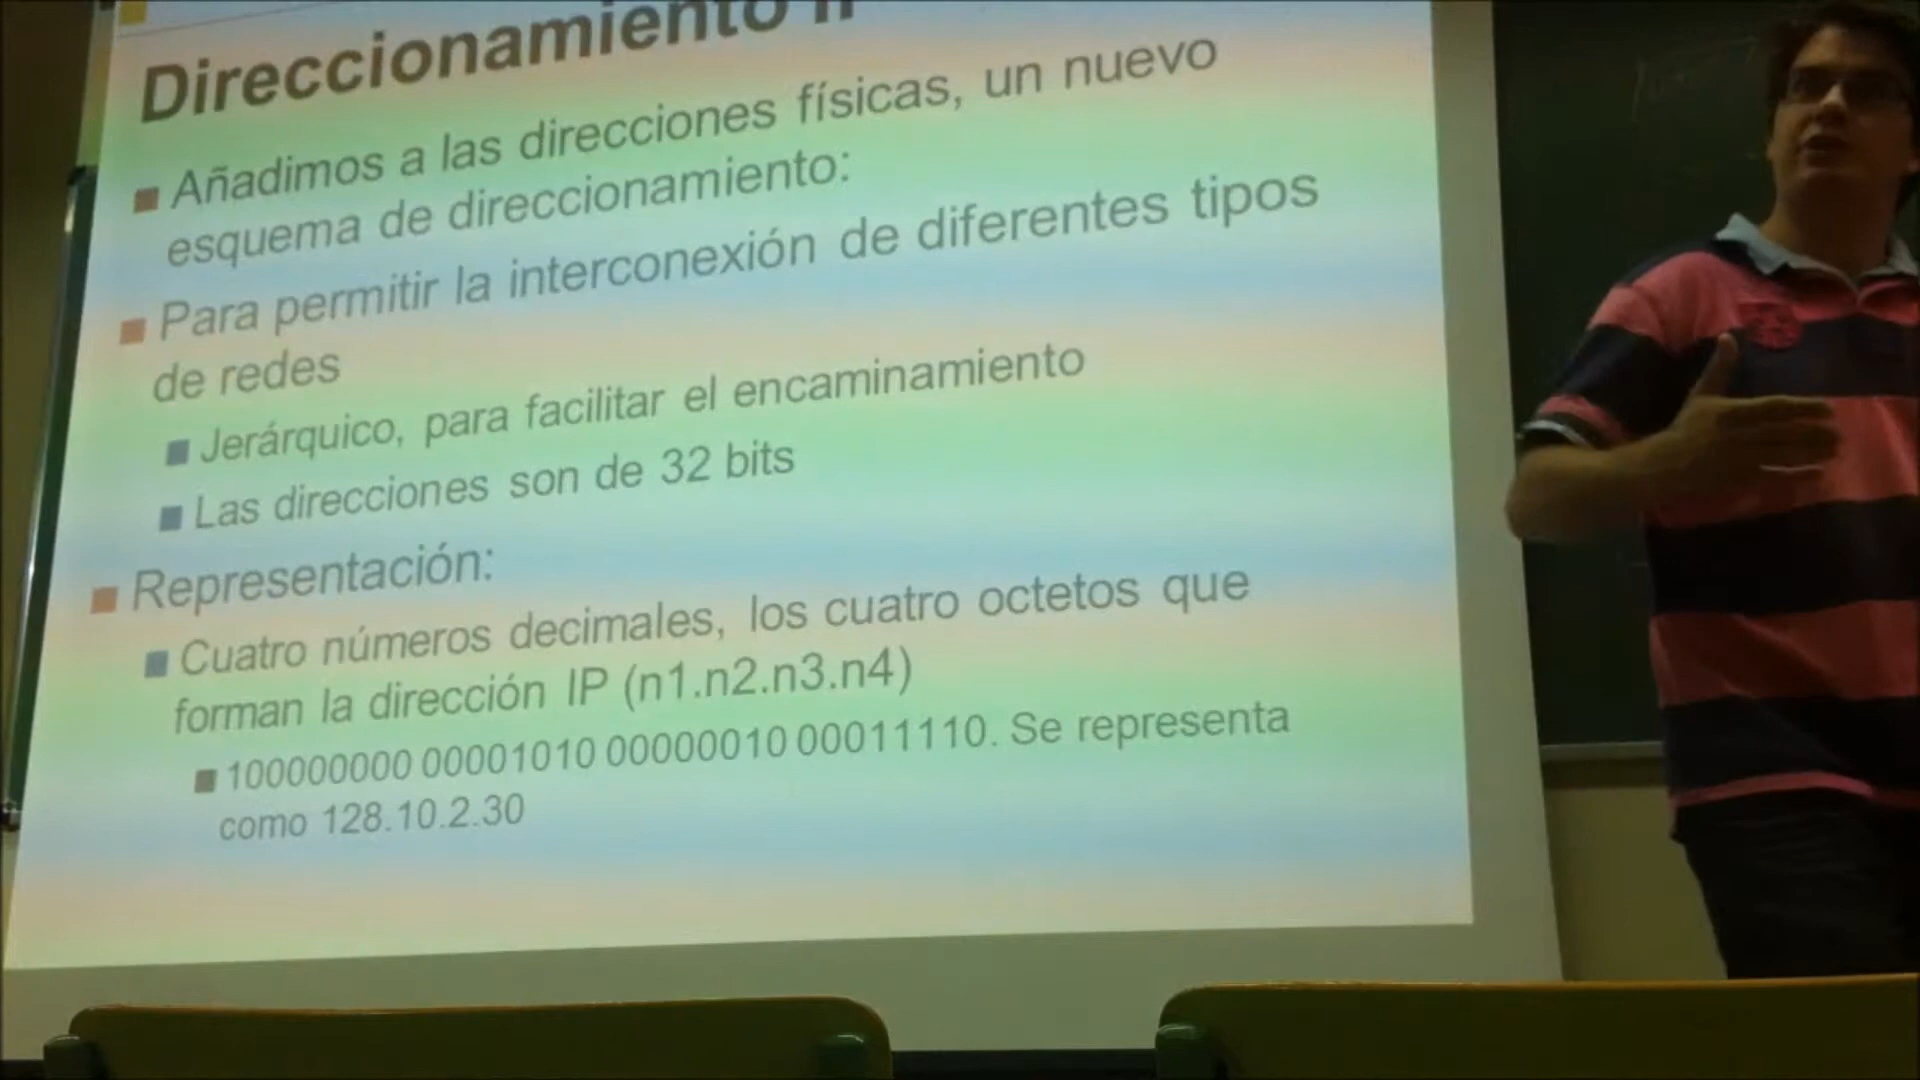 Direccionamiento IP
Añadimos a las direcciones físicas, un nuevo
esquema de direccionamiento:
Para permitir la interconexión de diferentes tipos
de redes
Jerárquico, para facilitar el encaminamiento
Las direcciones son de 32 bits
Representación:
Cuatro números decimales, los cuatro octetos que
forman la dirección IP (n1.n2.n3.n4)
100000000 00001010 00000010 00011110. Se representa
como 128.10.2.30